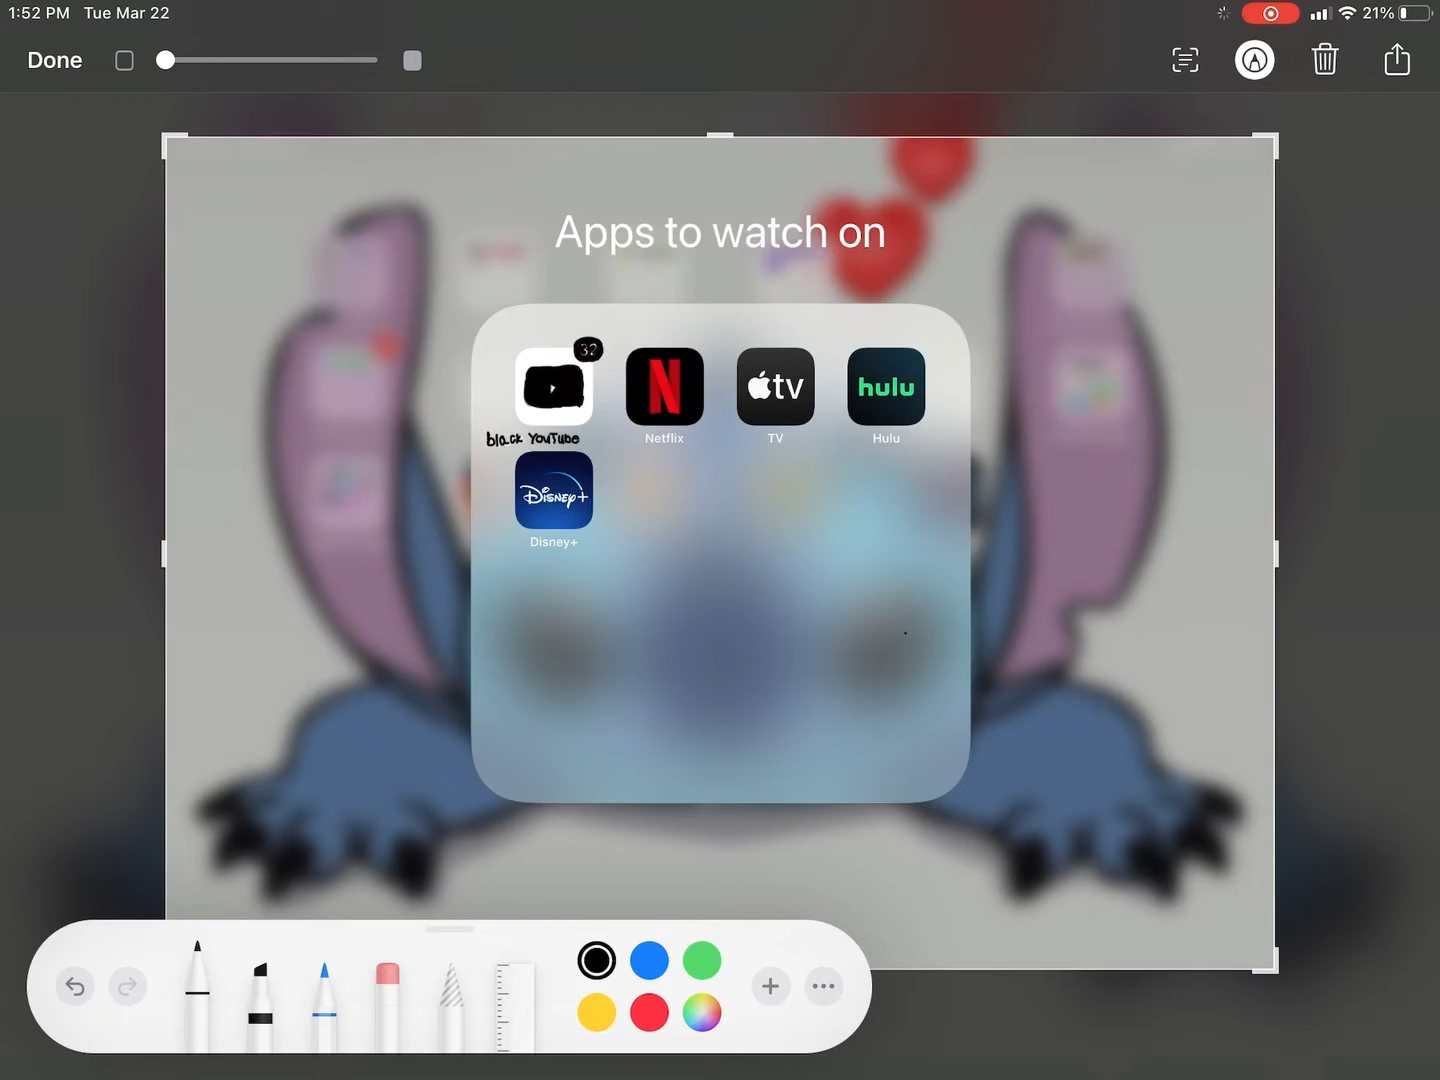 1:52 PM Tue Mar 22
21%
Done
Apps to watch on
32
N
tv
hulu
black YouTube
Netflix
TV
Hulu
Disney+
Disney+